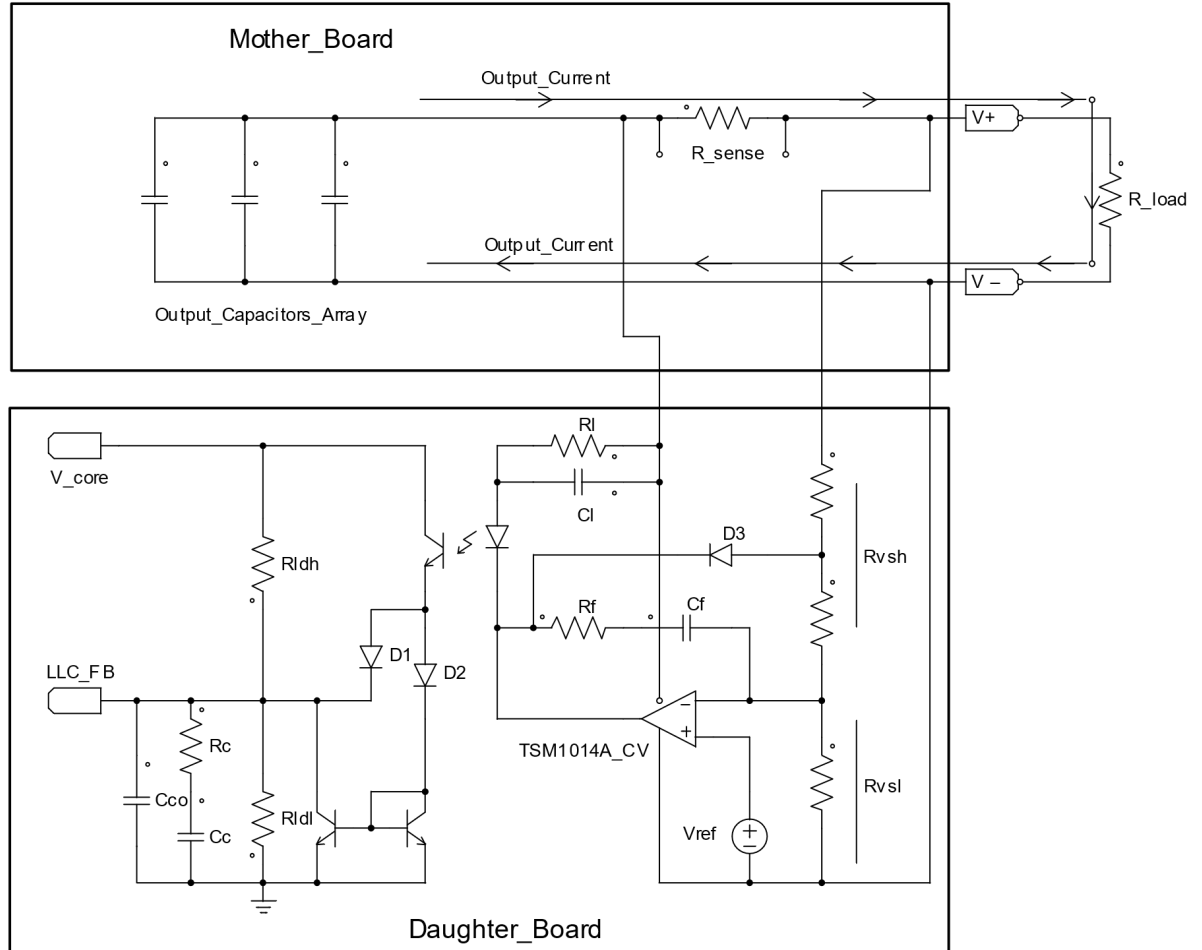 Mother_Board
Output_Current
V+
R_sense
R_load
Output_Current
V –
Output_Capacitors_Array
Rl
V_core
Cl
D3
Rldh
Rvsh
Rf
Cf
D1
LLC_FB
D2
Rc
TSM1014A_CV
Cco
Rldl
Rvsl
Cc
Vref
Daughter_Board